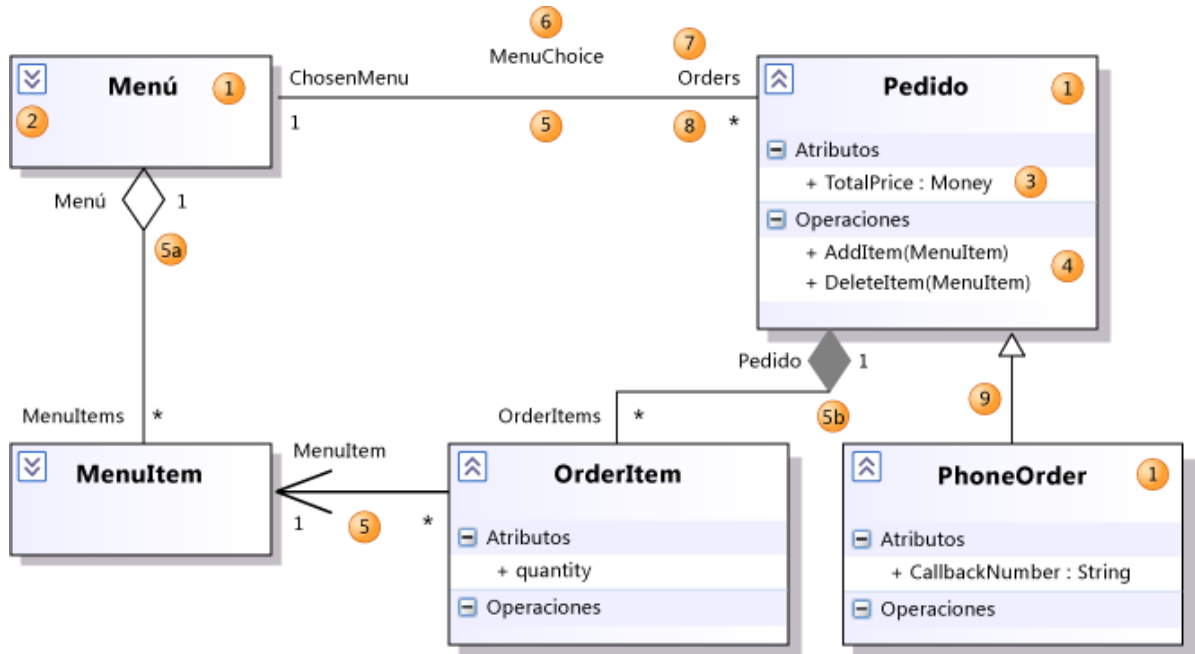 6
MenuChoice
7
Menú 1
2
ChosenMenu
Orders
1
5
8
*
Pedido 1
Atributos
+ TotalPrice : Money 3
Operaciones
+ AddItem(MenuItem)
+ DeleteItem(MenuItem)
4
Menú
1
5a
MenuItems *
Pedido
1
5b
9
OrderItems *
MenuItem
MenuItem
1
5
*
OrderItem
Atributos
+ quantity
Operaciones
PhoneOrder 1
Atributos
+ CallbackNumber : String
Operaciones